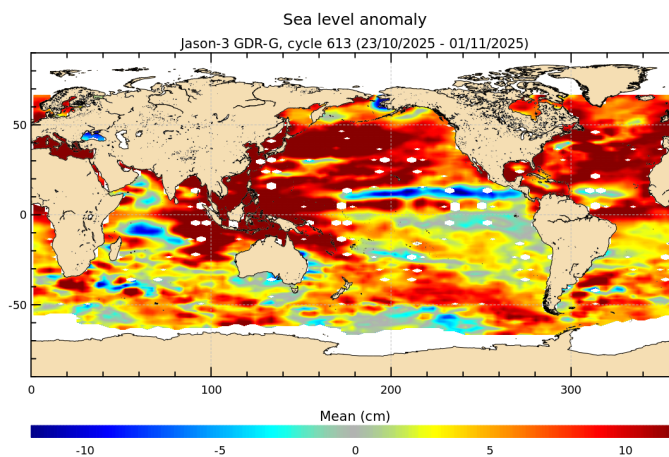 Sea level anomaly
Jason-3 GDR-G, cycle 613 (23/10/2025 - 01/11/2025)
50
0
-50
0 100 200 300
Mean (cm)
-10 -5 0 5 10